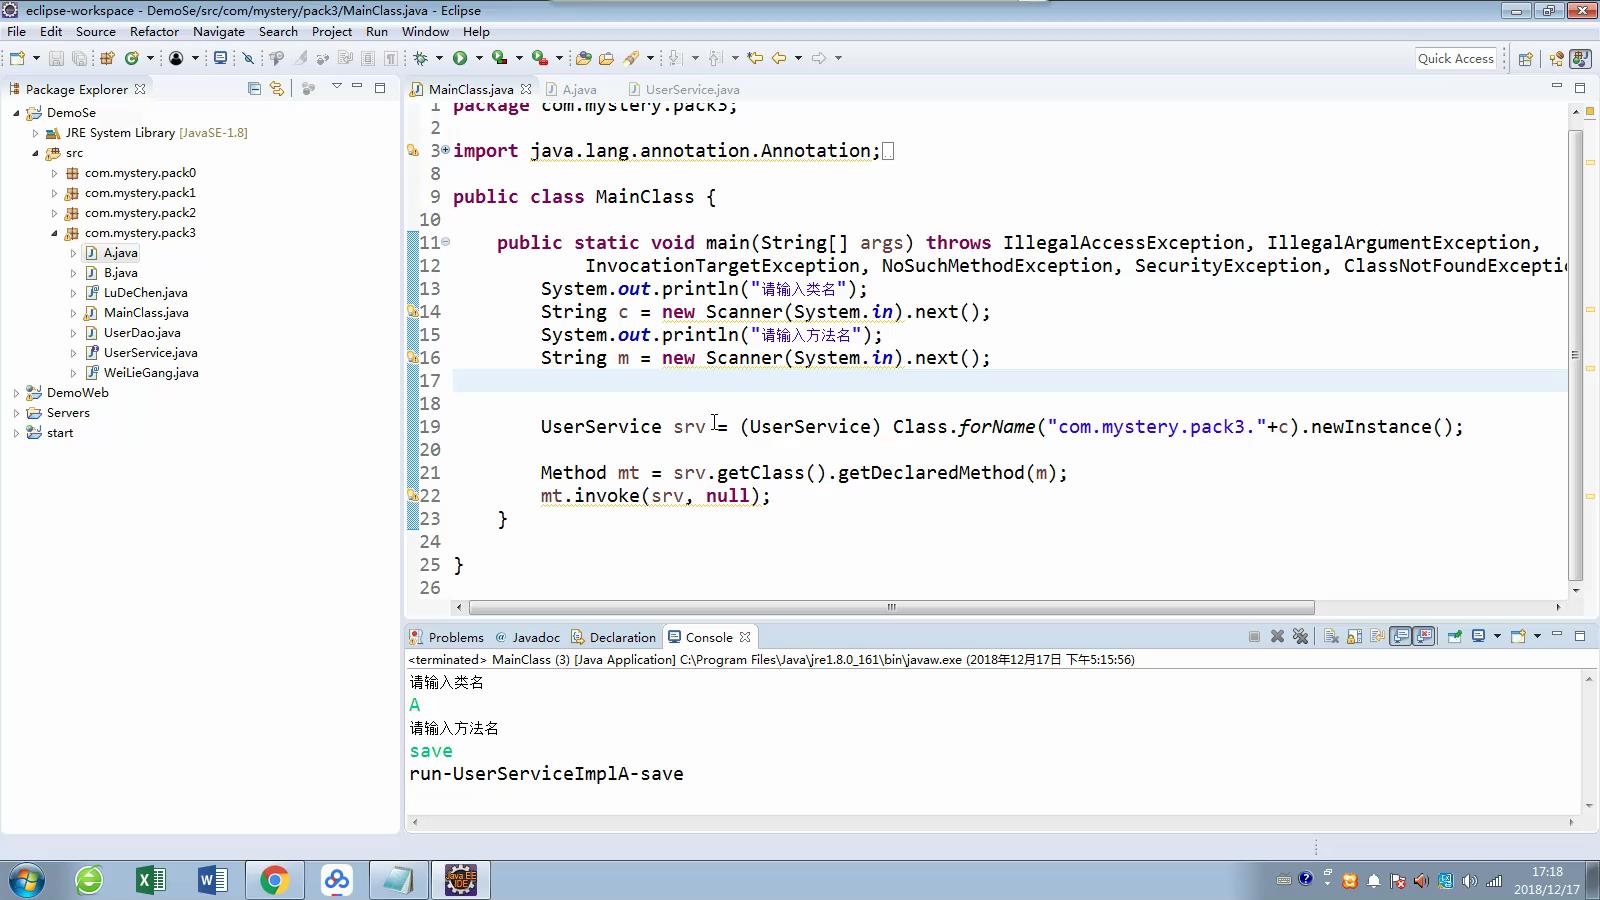 eclipse-workspace - DemoSe/src/com/mystery/pack3/MainClass.java - Eclipse
File Edit Source Refactor Navigate Search Project Run Window Help
Quick Access
Package Explorer
DemoSe
JRE System Library [JavaSE-1.8]
src
com.mystery.pack0
com.mystery.pack1
com.mystery.pack2
com.mystery.pack3
A.java
B.java
LuDeChen.java
MainClass.java
UserDao.java
UserService.java
WeiLieGang.java
DemoWeb
Servers
start
MainClass.java A.java UserService.java
1 package com.mystery.pack3;
2
3 import java.lang.annotation.Annotation;
8
9 public class MainClass {
10
11 public static void main(String[] args) throws IllegalAccessException, IllegalArgumentException,
12 InvocationTargetException, NoSuchMethodException, SecurityException, ClassNotFoundExcepti
13 System.out.println("请输入类名");
14 String c = new Scanner(System.in).next();
15 System.out.println("请输入方法名");
16 String m = new Scanner(System.in).next();
17
18
19 UserService srv = (UserService) Class.forName("com.mystery.pack3."+c).newInstance();
20
21 Method mt = srv.getClass().getDeclaredMethod(m);
22 mt.invoke(srv, null);
23 }
24
25 }
26
Problems @ Javadoc Declaration Console
<terminated> MainClass (3) [Java Application] C:\Program Files\Java\jre1.8.0_161\bin\javaw.exe (2018年12月17日 下午5:15:56)
请输入类名
A
请输入方法名
save
run-UserServiceImplA-save
Java EE
IDE
17:18
2018/12/17